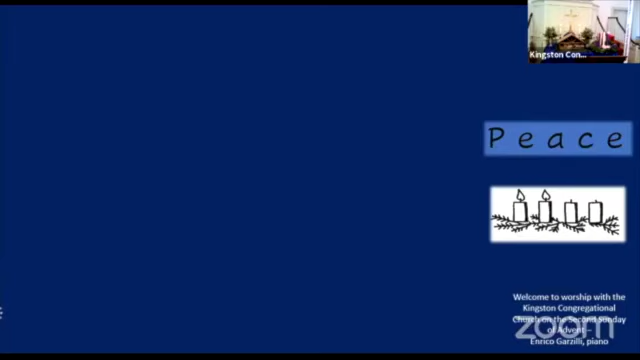 Kingston Con...
Peace
Welcome to worship with the
Kingston Congregational
Church on the Second Sunday
of Advent--
Enrico Garzilli, piano
zoom